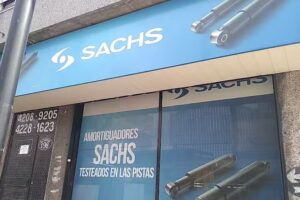 SACHS
4208-9205
4228-1623
SACHS
AMORTIGUADORES
SACHS
TESTEADOS EN LAS PISTAS